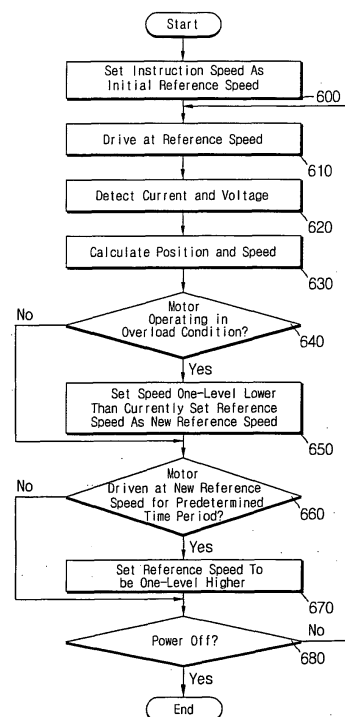 Start
Set Instruction Speed As
Initial Reference Speed
600
Drive at Reference Speed
610
Detect Current and Voltage
620
Calculate Position and Speed
630
Motor
Operating in
Overload Condition?
No
640
Yes
Set Speed One-Level Lower
Than Currently Set Reference
Speed As New Reference Speed
650
Motor
Driven at New Reference
Speed for Predetermined
Time Period?
No
660
Yes
Set Reference Speed To
be One-Level Higher
670
Power Off?
No
680
Yes
End